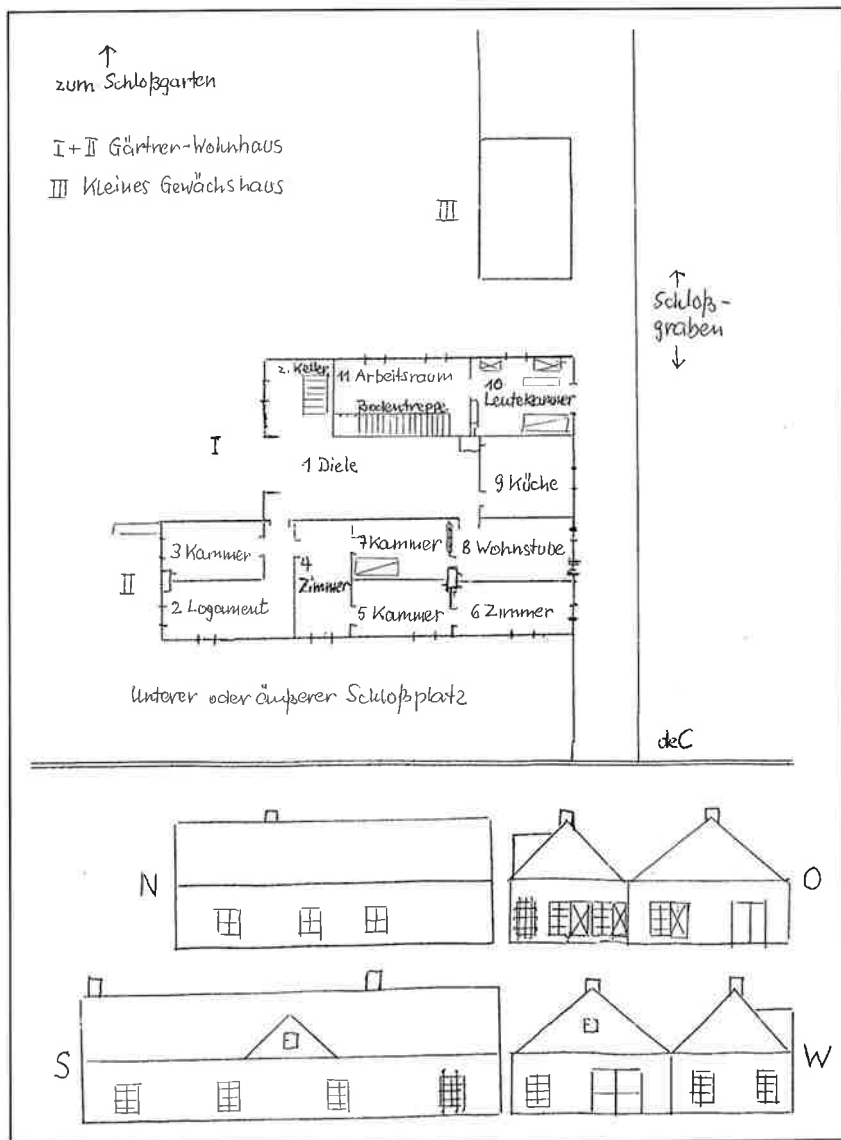 ↑
zum Schloßgarten
I+II Gärtner-Wohnhaus
III Kleines Gewächshaus
III
↑
Schloß-
graben
↓
z. Keller
11 Arbeitsraum
Bodentreppe
10
Leutekammer
I
1 Diele
9 Küche
3 Kammer
4
Zimmer
7 Kammer
8 Wohnstube
II
2 Logament
5 Kammer
6 Zimmer
Unterer oder äußerer Schloßplatz
deC
N
O
S
W